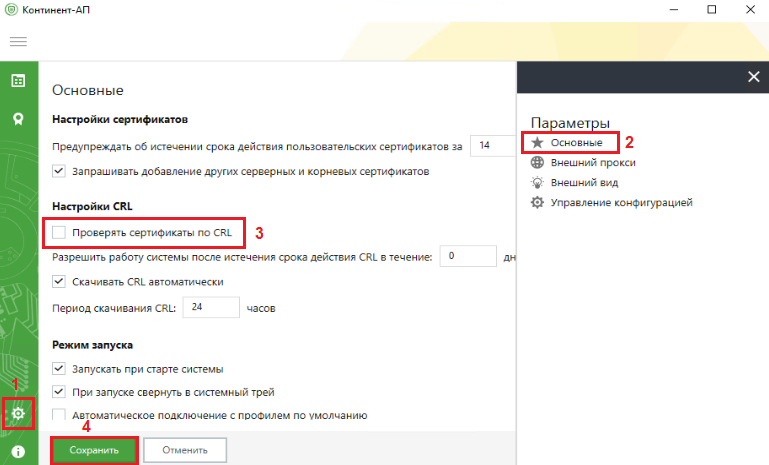 Континент-АП
Основные
Настройки сертификатов
Предупреждать об истечении срока действия пользовательских сертификатов за 14
Запрашивать добавление других серверных и корневых сертификатов
Настройки CRL
Проверять сертификаты по CRL 3
Разрешить работу системы после истечения срока действия CRL в течение: 0 дн
Скачивать CRL автоматически
Период скачивания CRL: 24 часов
Режим запуска
Запускать при старте системы
При запуске свернуть в системный трей
Автоматическое подключение с профилем по умолчанию
1
4
Сохранить Отменить
Параметры
Основные 2
Внешний прокси
Внешний вид
Управление конфигурацией